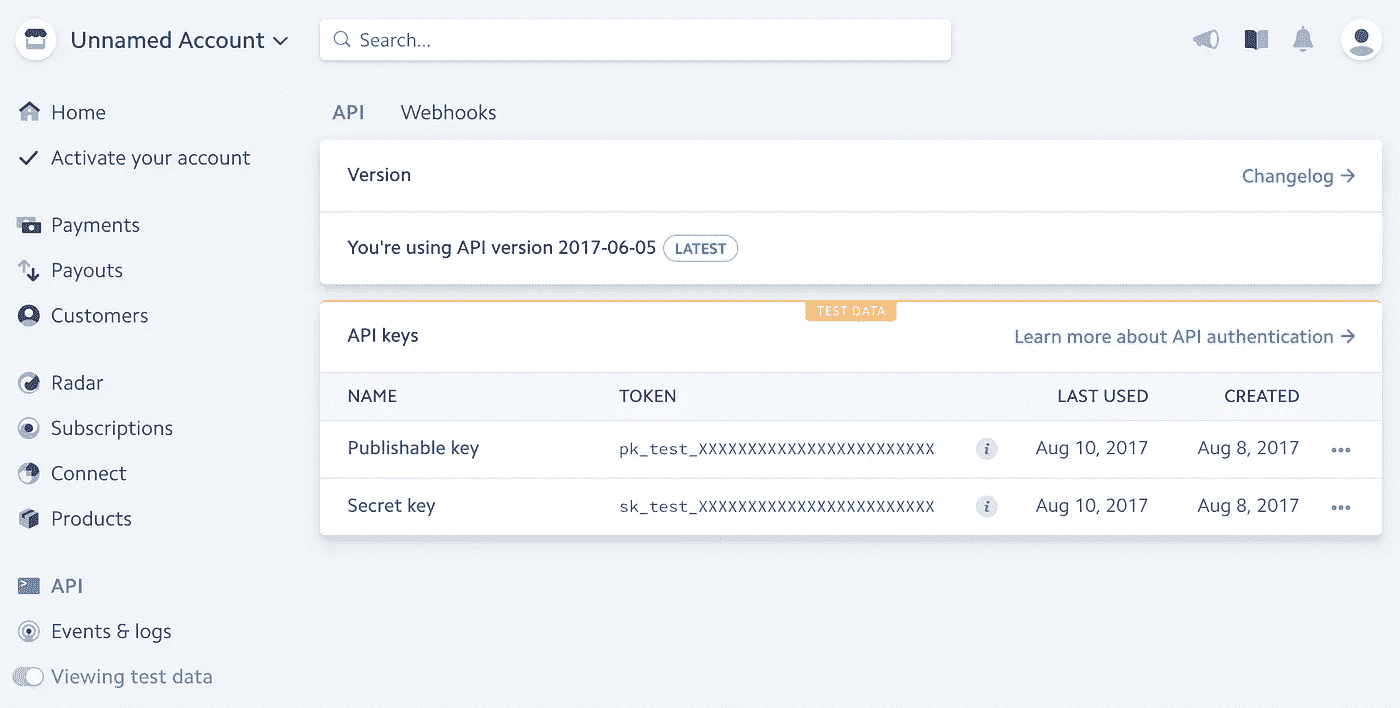 Unnamed Account
Search...
Home
Activate your account
Payments
Payouts
Customers
Radar
Subscriptions
Connect
Products
API
Events & logs
Viewing test data
API Webhooks
Version Changelog →
You're using API version 2017-06-05 LATEST
TEST DATA
API keys Learn more about API authentication →
NAME TOKEN LAST USED CREATED
Publishable key pk_test_XXXXXXXXXXXXXXXXXXXXXXXX i Aug 10, 2017 Aug 8, 2017
Secret key sk_test_XXXXXXXXXXXXXXXXXXXXXXXX i Aug 10, 2017 Aug 8, 2017